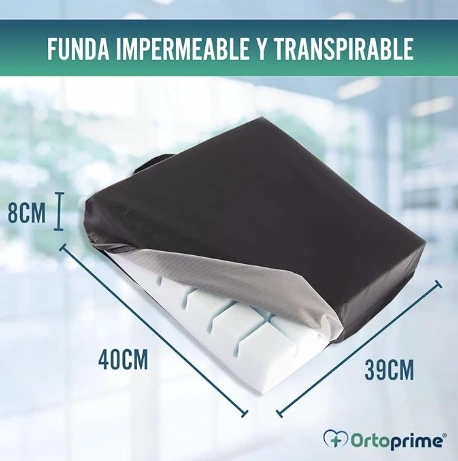 FUNDA IMPERMEABLE Y TRANSPIRABLE
8CM
40CM
39CM
Ortoprime®